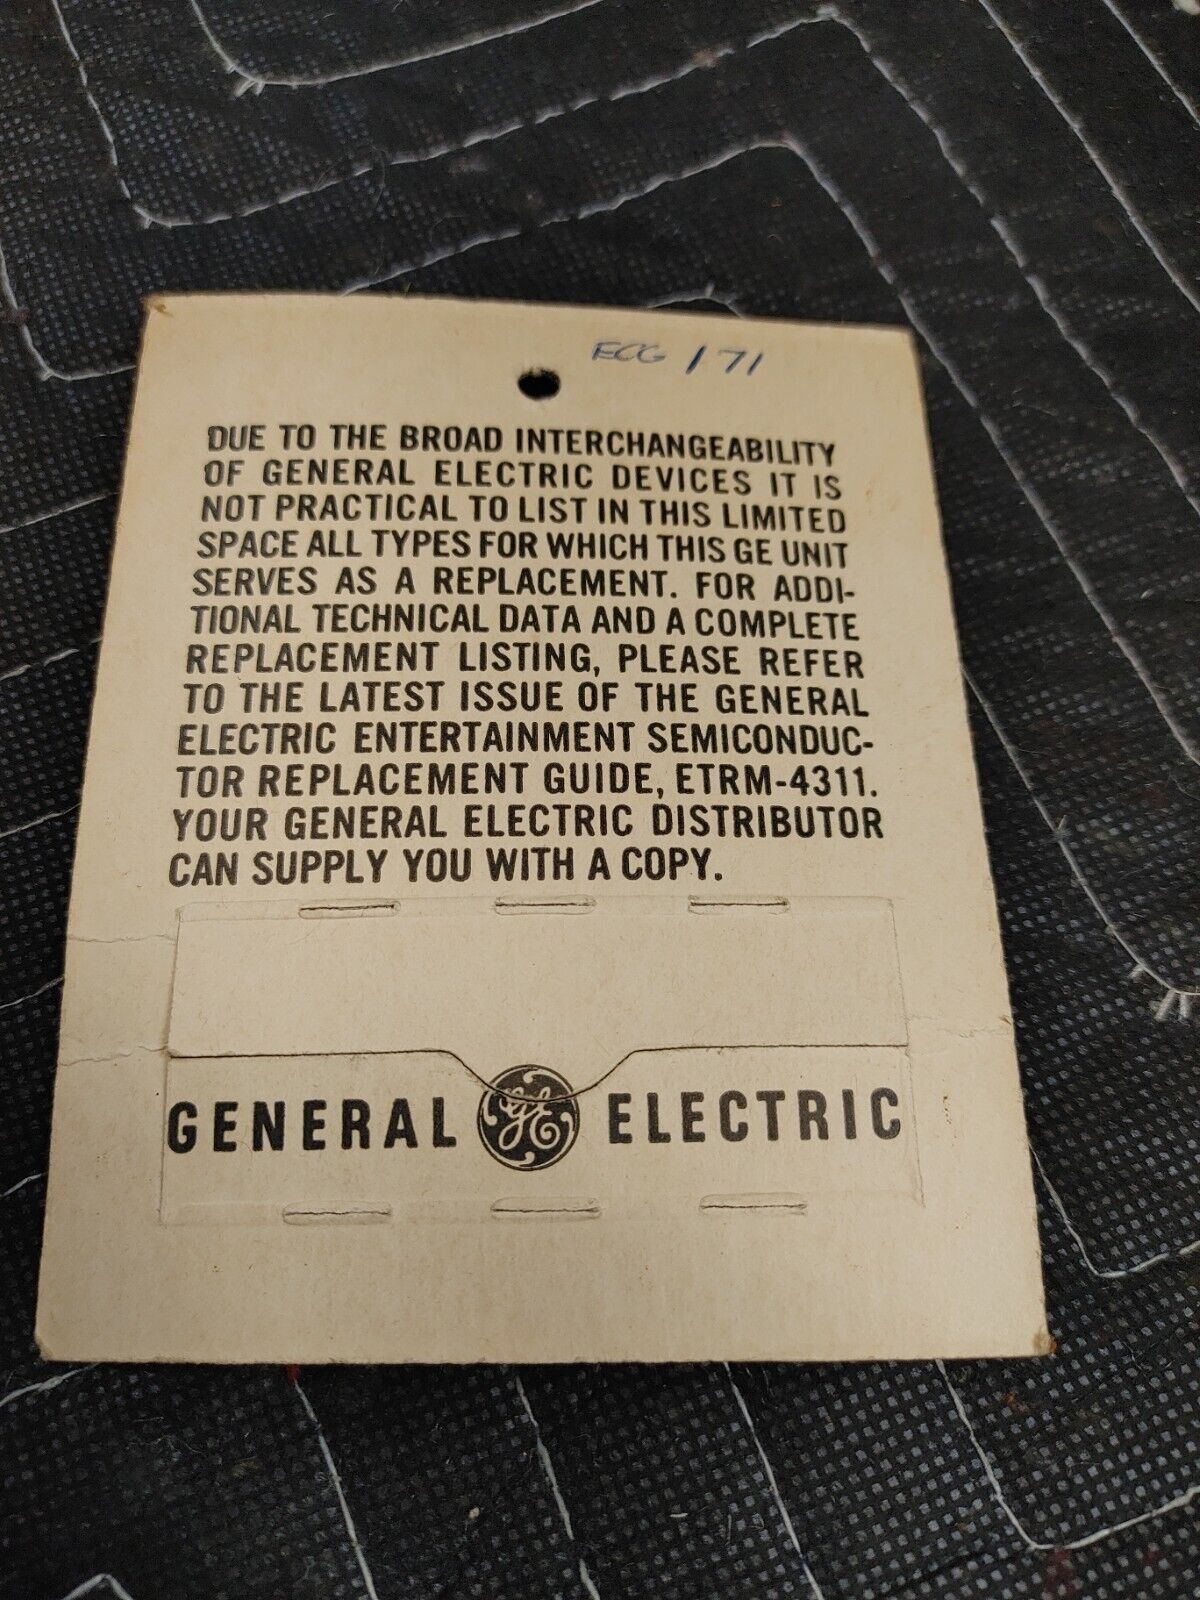 ECG 171
DUE TO THE BROAD INTERCHANGEABILITY
OF GENERAL ELECTRIC DEVICES IT IS
NOT PRACTICAL TO LIST IN THIS LIMITED
SPACE ALL TYPES FOR WHICH THIS GE UNIT
SERVES AS A REPLACEMENT. FOR ADDI-
TIONAL TECHNICAL DATA AND A COMPLETE
REPLACEMENT LISTING, PLEASE REFER
TO THE LATEST ISSUE OF THE GENERAL
ELECTRIC ENTERTAINMENT SEMICONDUC-
TOR REPLACEMENT GUIDE, ETRM-4311.
YOUR GENERAL ELECTRIC DISTRIBUTOR
CAN SUPPLY YOU WITH A COPY.
GENERAL GE ELECTRIC